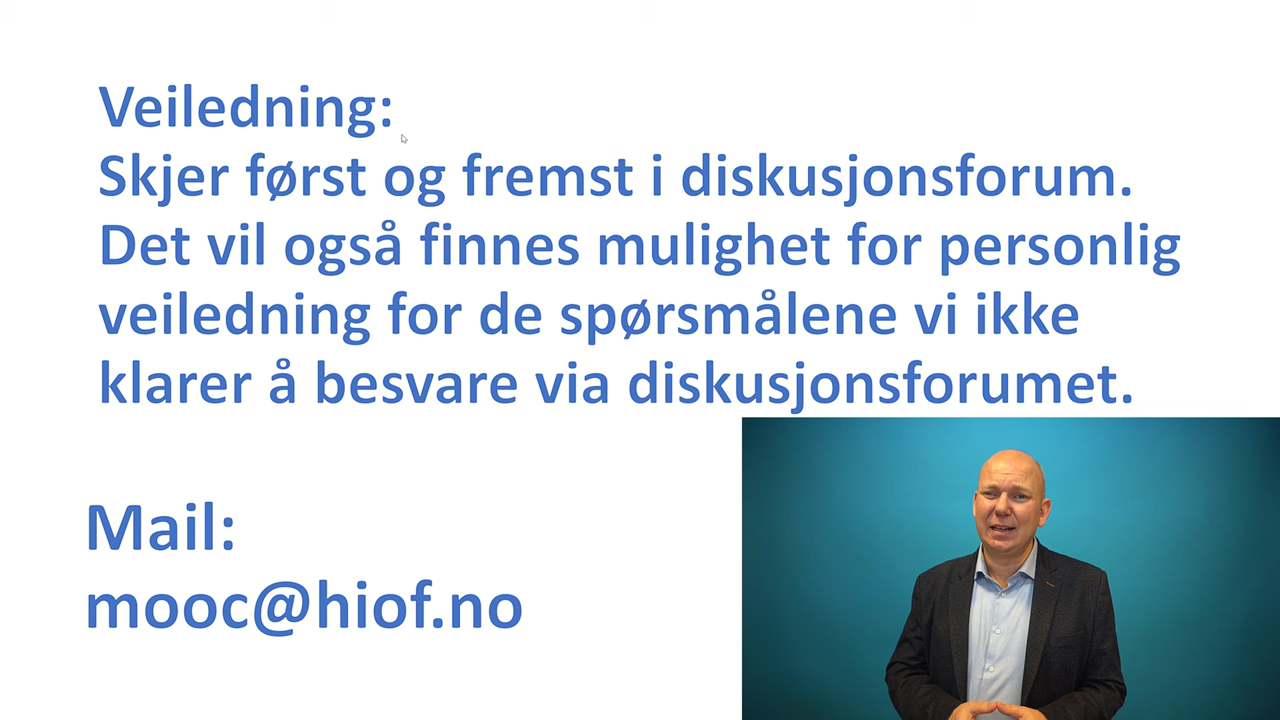 Veiledning:
Skjer først og fremst i diskusjonsforum.
Det vil også finnes mulighet for personlig
veiledning for de spørsmålene vi ikke
klarer å besvare via diskusjonsforumet.
Mail:
mooc@hiof.no